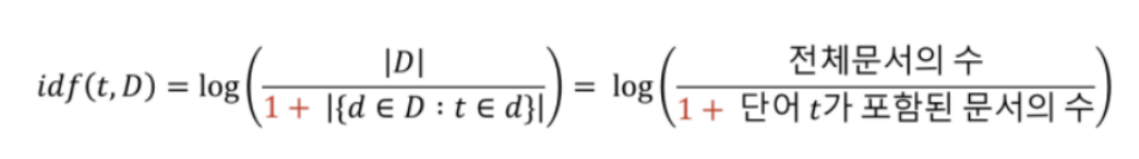 idf(t, D) = log(|D| / (1 + |{d ∈ D : t ∈ d}|)) = log(전체문서의 수 / (1 + 단어 t가 포함된 문서의 수))